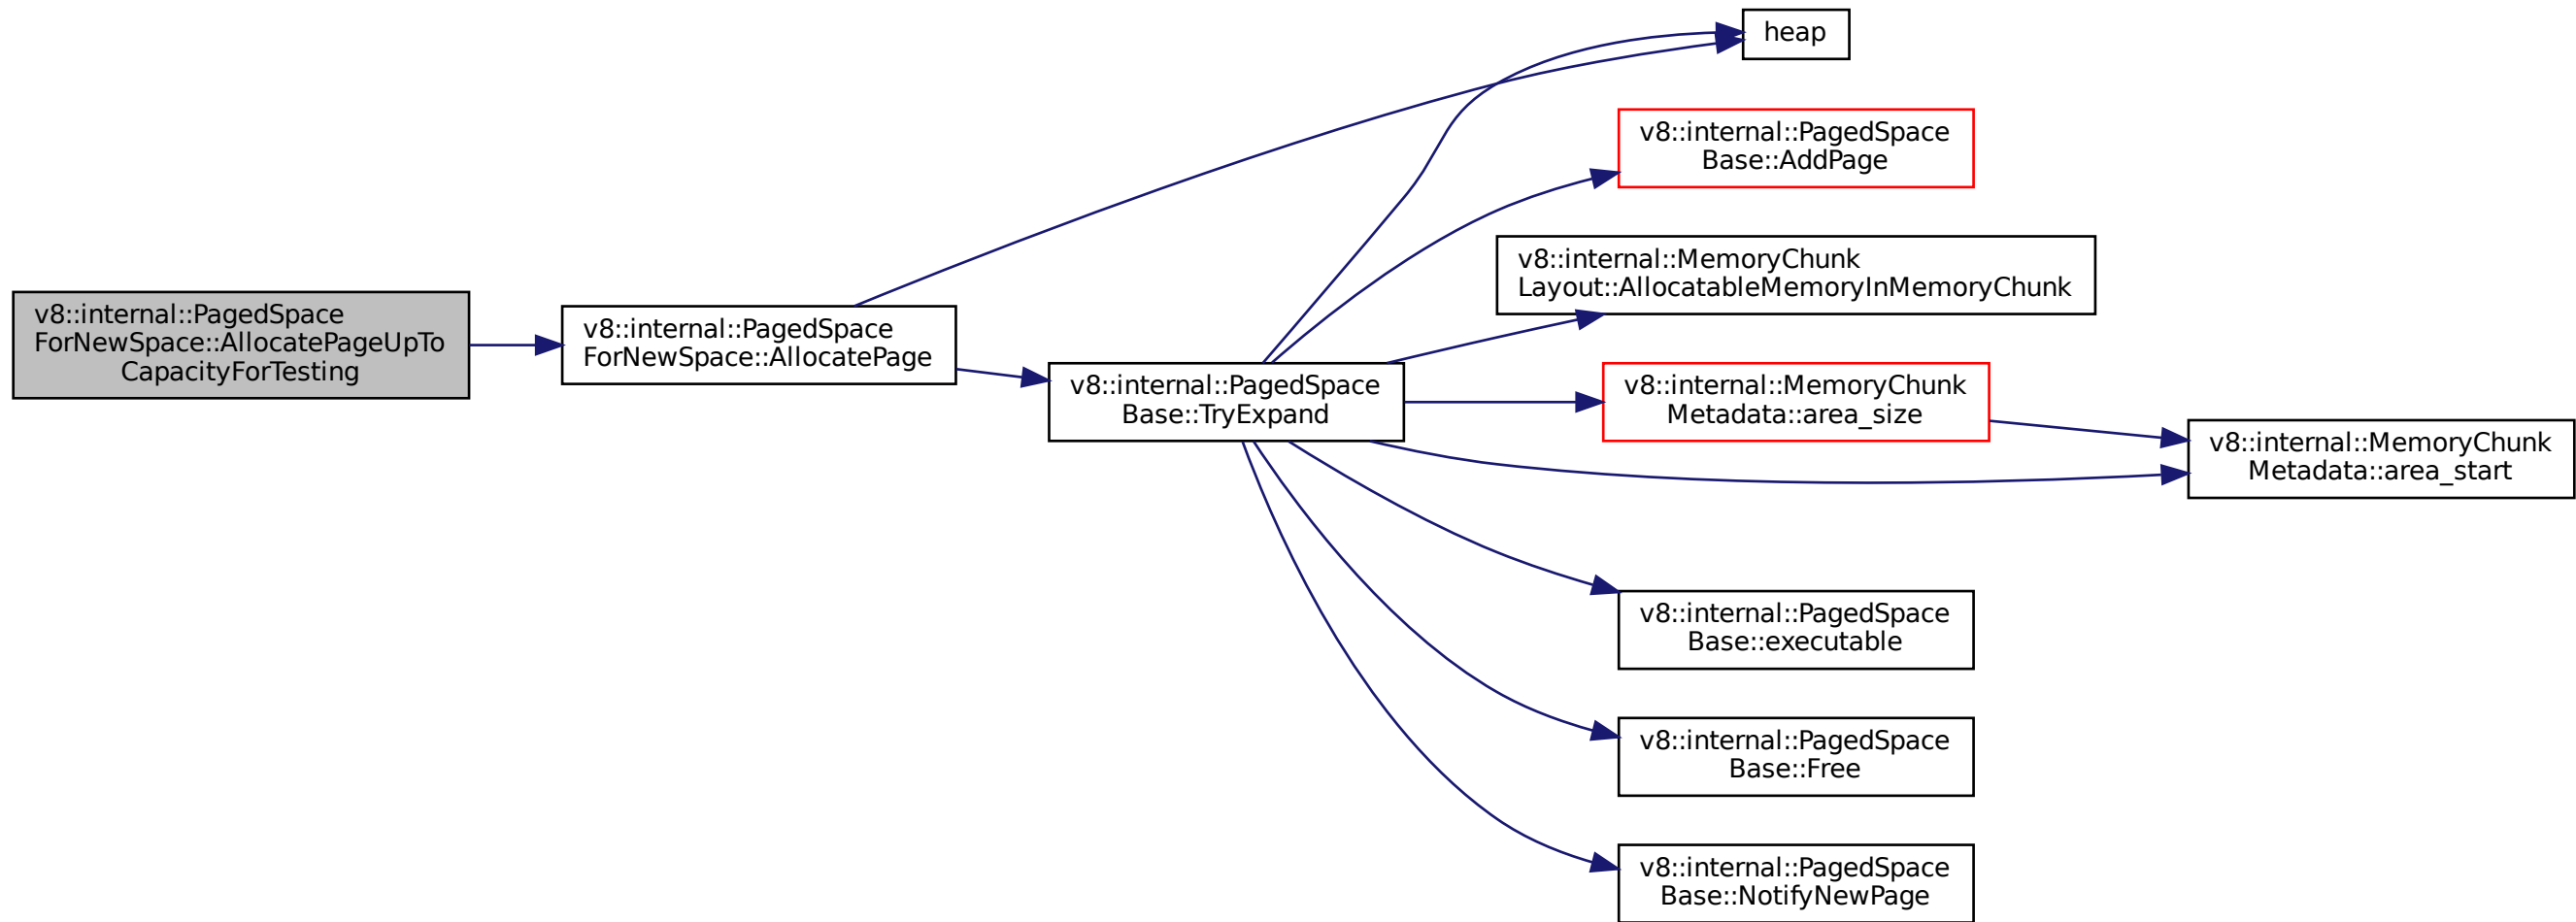 v8::internal::PagedSpace
ForNewSpace::AllocatePageUpTo
CapacityForTesting
v8::internal::PagedSpace
ForNewSpace::AllocatePage
heap
v8::internal::PagedSpace
Base::TryExpand
v8::internal::PagedSpace
Base::AddPage
v8::internal::MemoryChunk
Layout::AllocatableMemoryInMemoryChunk
v8::internal::MemoryChunk
Metadata::area_size
v8::internal::MemoryChunk
Metadata::area_start
v8::internal::PagedSpace
Base::executable
v8::internal::PagedSpace
Base::Free
v8::internal::PagedSpace
Base::NotifyNewPage